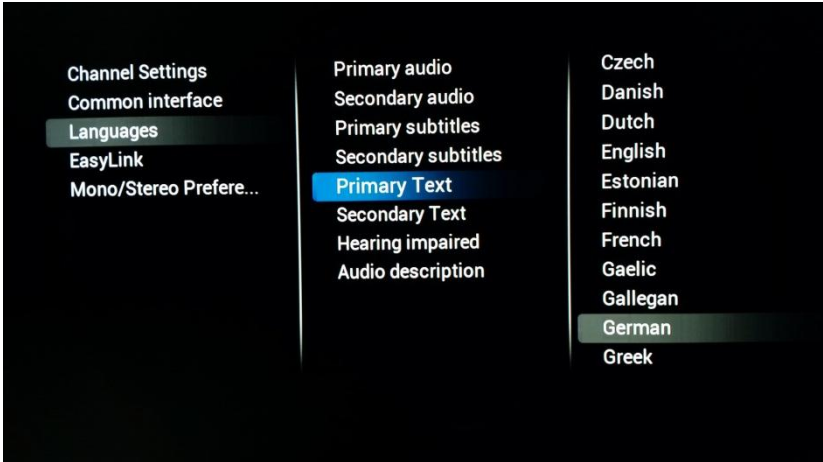 Channel Settings
Common interface
Languages
EasyLink
Mono/Stereo Prefere...
Primary audio
Secondary audio
Primary subtitles
Secondary subtitles
Primary Text
Secondary Text
Hearing impaired
Audio description
Czech
Danish
Dutch
English
Estonian
Finnish
French
Gaelic
Gallegan
German
Greek